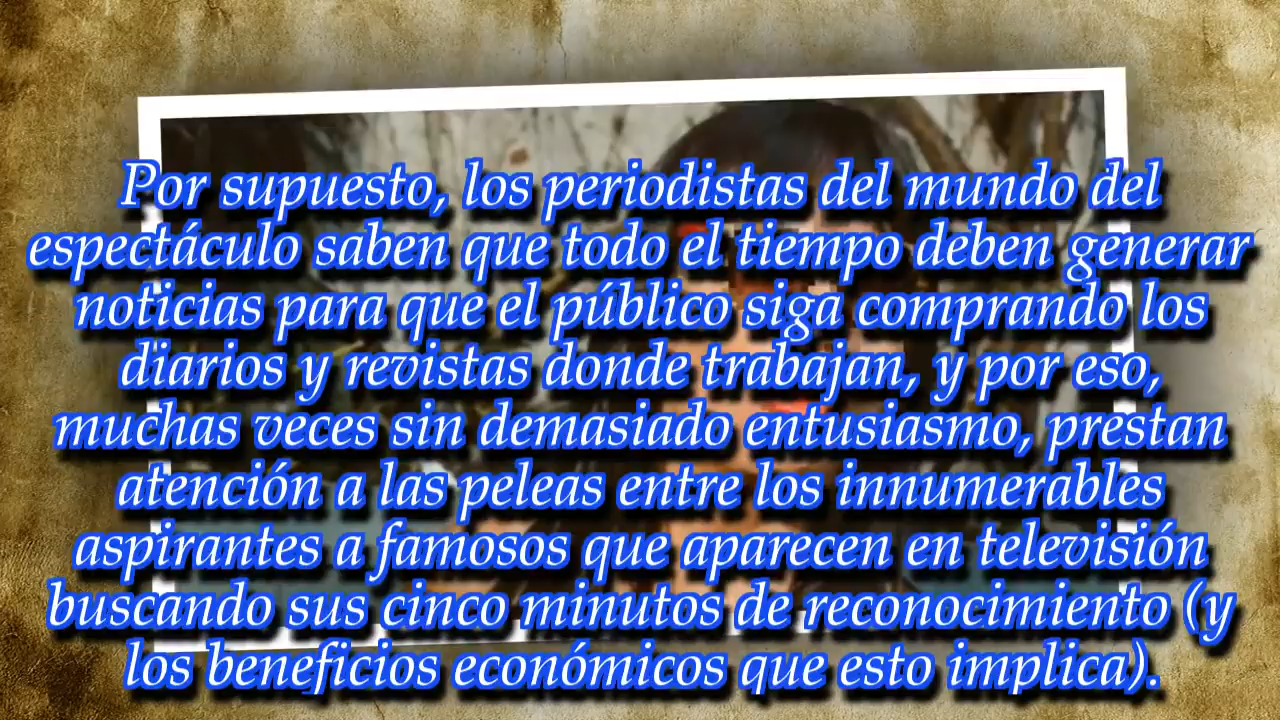 Por supuesto, los periodistas del mundo del
espectáculo saben que todo el tiempo deben generar
noticias para que el público siga comprando los
diarios y revistas donde trabajan, y por eso,
muchas veces sin demasiado entusiasmo, prestan
atención a las peleas entre los innumerables
aspirantes a famosos que aparecen en televisión
buscando sus cinco minutos de reconocimiento (y
los beneficios económicos que esto implica).